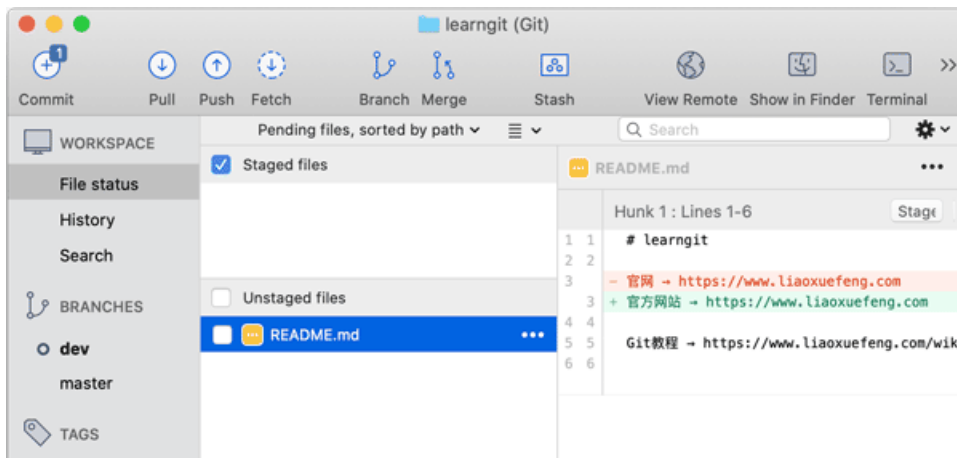 learngit (Git)
1
Commit Pull Push Fetch Branch Merge Stash View Remote Show in Finder Terminal
WORKSPACE
File status
History
Search
BRANCHES
dev
master
TAGS
Pending files, sorted by path
Search
Staged files
Unstaged files
README.md
README.md
Hunk 1 : Lines 1-6
1 1 # learngit
2 2
3 - 官网 → https://www.liaoxuefeng.com
3 + 官方网站 → https://www.liaoxuefeng.com
4 4
5 5 Git教程 → https://www.liaoxuefeng.com/wik
6 6